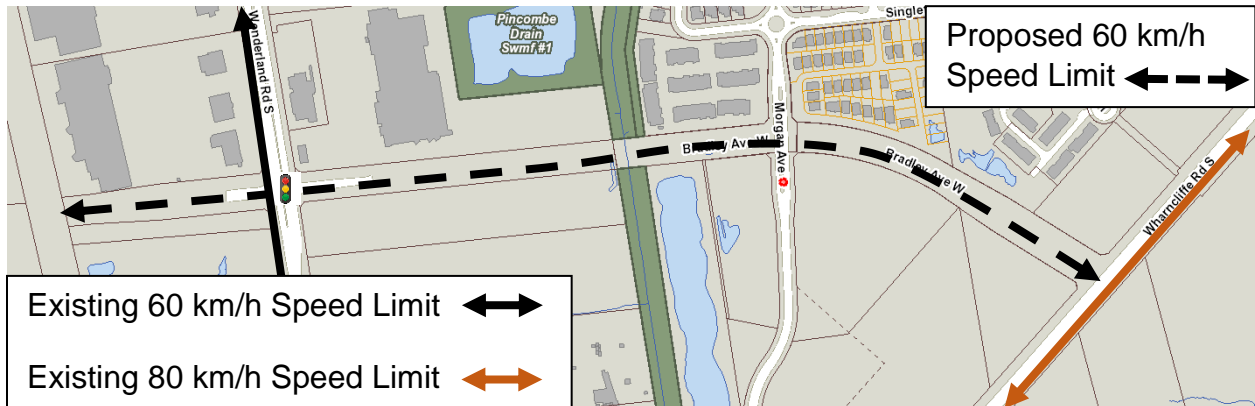 Wonderland Rd S
Pincombe
Drain
Swmf #1
Singlet
Proposed 60 km/h
Speed Limit
Morgan Ave
Bradley Ave W
Bradley Ave W
Wharncliffe Rd S
Existing 60 km/h Speed Limit
Existing 80 km/h Speed Limit